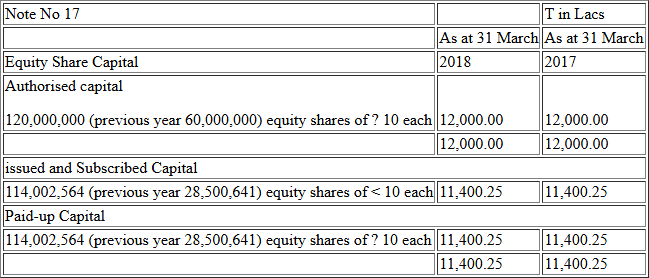 Note No 17 T in Lacs
As at 31 March As at 31 March
Equity Share Capital 2018 2017
Authorised capital
120,000,000 (previous year 60,000,000) equity shares of ? 10 each 12,000.00 12,000.00
12,000.00 12,000.00
issued and Subscribed Capital
114,002,564 (previous year 28,500,641) equity shares of < 10 each 11,400.25 11,400.25
Paid-up Capital
114,002,564 (previous year 28,500,641) equity shares of ? 10 each 11,400.25 11,400.25
11,400.25 11,400.25